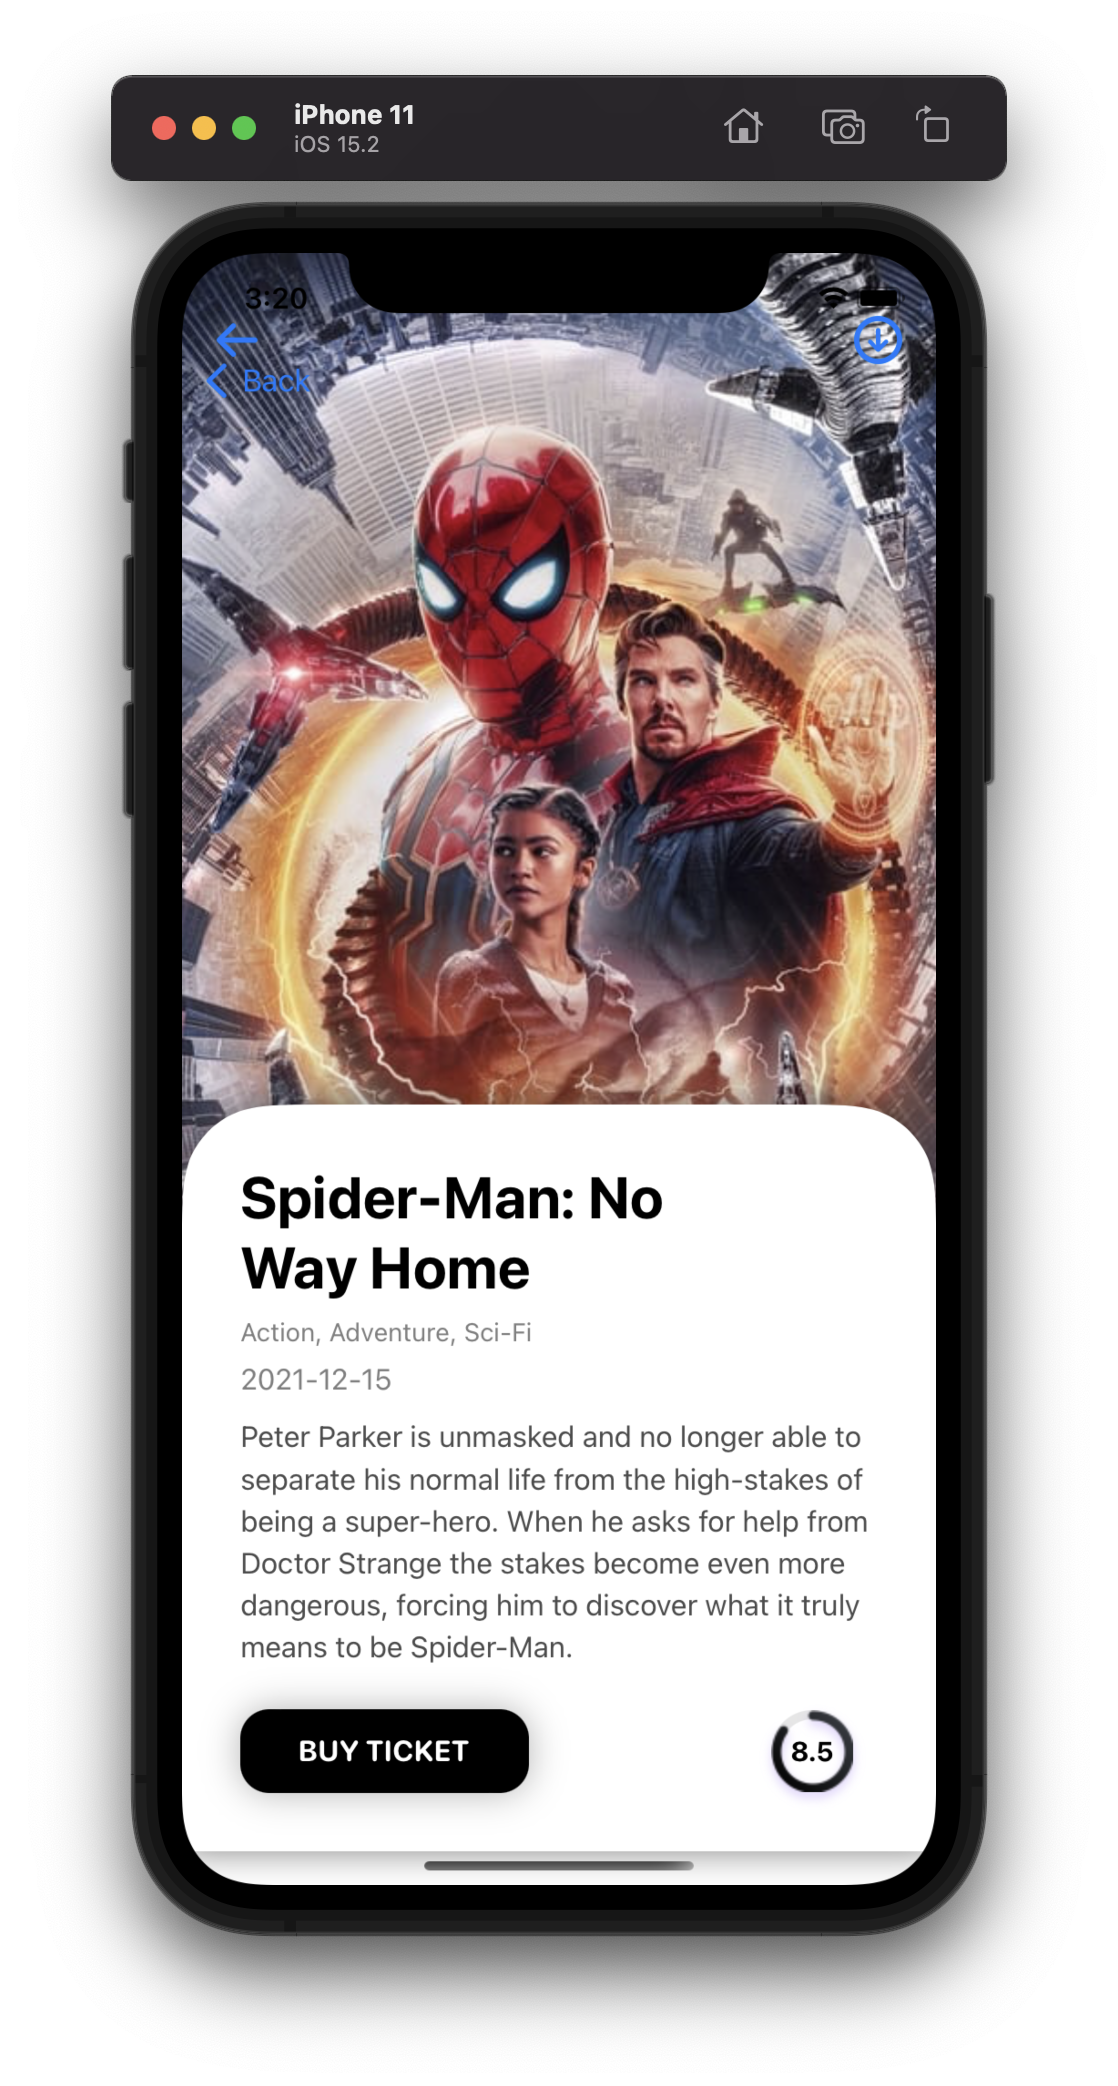 iPhone 11
iOS 15.2
3:20
Back
Spider-Man: No
Way Home
Action, Adventure, Sci-Fi
2021-12-15
Peter Parker is unmasked and no longer able to
separate his normal life from the high-stakes of
being a super-hero. When he asks for help from
Doctor Strange the stakes become even more
dangerous, forcing him to discover what it truly
means to be Spider-Man.
BUY TICKET
8.5